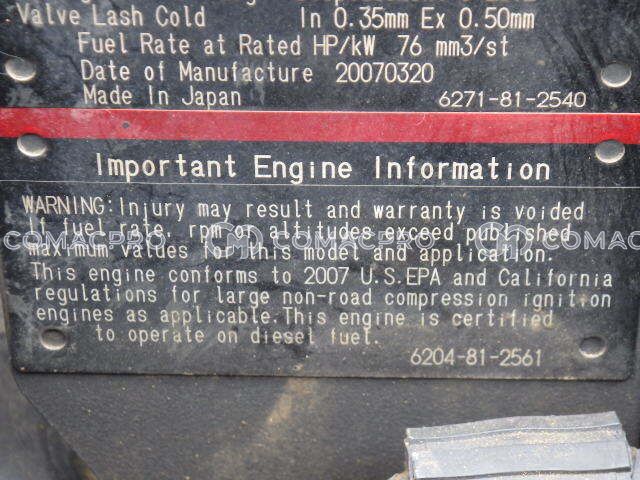 Valve Lash Cold In 0.35mm Ex 0.50mm
Fuel Rate at Rated HP/kW 76 mm3/st
Date of Manufacture 20070320
Made In Japan 6271-81-2540
Important Engine Information
WARNING: Injury may result and warranty is voided
if fuel rate, rpm or altitudes exceed published
maximum values for this model and application.
This engine conforms to 2007 U.S.EPA and California
regulations for large non-road compression ignition
engines as applicable. This engine is certified
to operate on diesel fuel.
6204-81-2561
COMACPRO COMACPRO COMACPRO